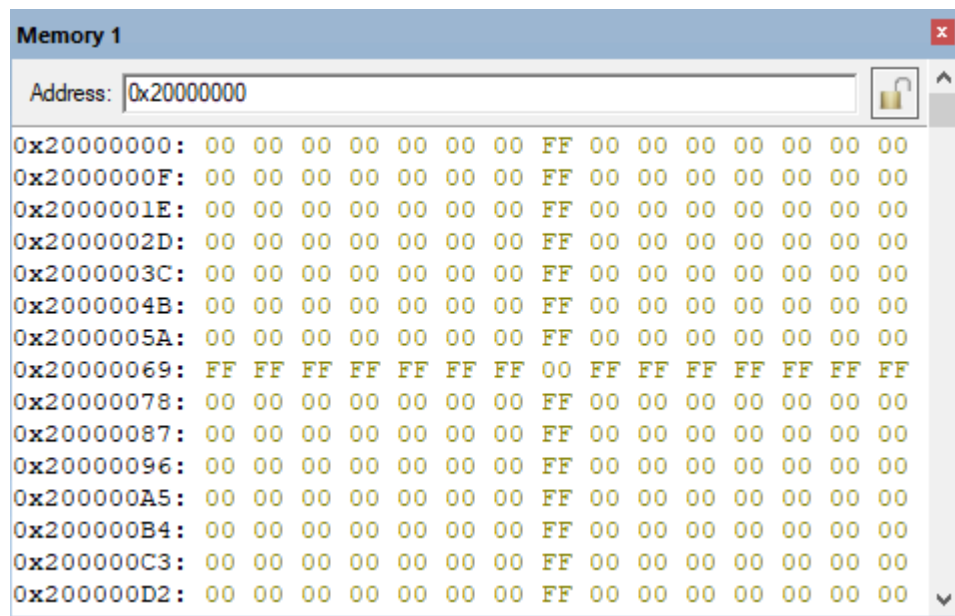 Memory 1
Address: 0x20000000
0x20000000: 00 00 00 00 00 00 00 FF 00 00 00 00 00 00 00
0x2000000F: 00 00 00 00 00 00 00 FF 00 00 00 00 00 00 00
0x2000001E: 00 00 00 00 00 00 00 FF 00 00 00 00 00 00 00
0x2000002D: 00 00 00 00 00 00 00 FF 00 00 00 00 00 00 00
0x2000003C: 00 00 00 00 00 00 00 FF 00 00 00 00 00 00 00
0x2000004B: 00 00 00 00 00 00 00 FF 00 00 00 00 00 00 00
0x2000005A: 00 00 00 00 00 00 00 FF 00 00 00 00 00 00 00
0x20000069: FF FF FF FF FF FF FF 00 FF FF FF FF FF FF FF
0x20000078: 00 00 00 00 00 00 00 FF 00 00 00 00 00 00 00
0x20000087: 00 00 00 00 00 00 00 FF 00 00 00 00 00 00 00
0x20000096: 00 00 00 00 00 00 00 FF 00 00 00 00 00 00 00
0x200000A5: 00 00 00 00 00 00 00 FF 00 00 00 00 00 00 00
0x200000B4: 00 00 00 00 00 00 00 FF 00 00 00 00 00 00 00
0x200000C3: 00 00 00 00 00 00 00 FF 00 00 00 00 00 00 00
0x200000D2: 00 00 00 00 00 00 00 FF 00 00 00 00 00 00 00